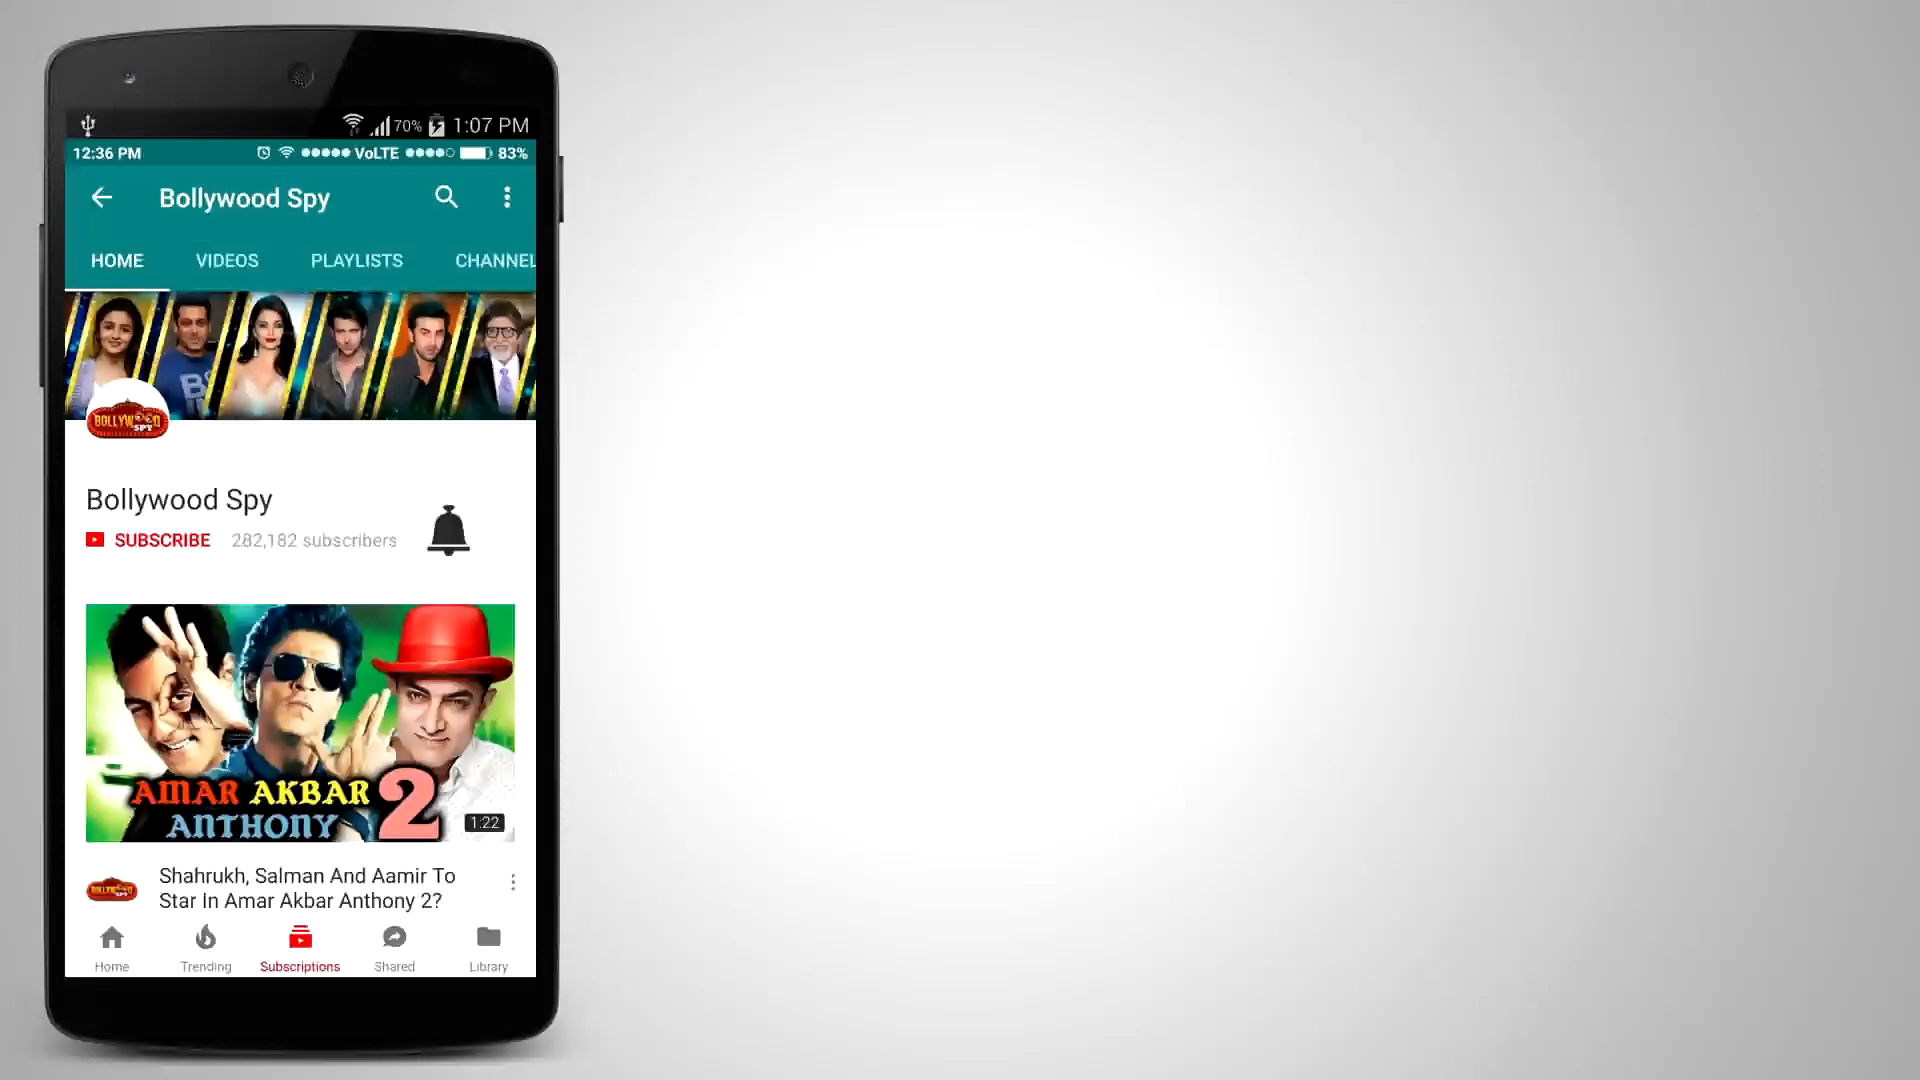 70% 1:07 PM
12:36 PM VoLTE 83%
Bollywood Spy
HOME VIDEOS PLAYLISTS CHANNEL
BOLLYWOOD
SPY
Bollywood Spy
SUBSCRIBE 282,182 subscribers
AMAR AKBAR 2
ANTHONY
1:22
Shahrukh, Salman And Aamir To
Star In Amar Akbar Anthony 2?
Home Trending Subscriptions Shared Library